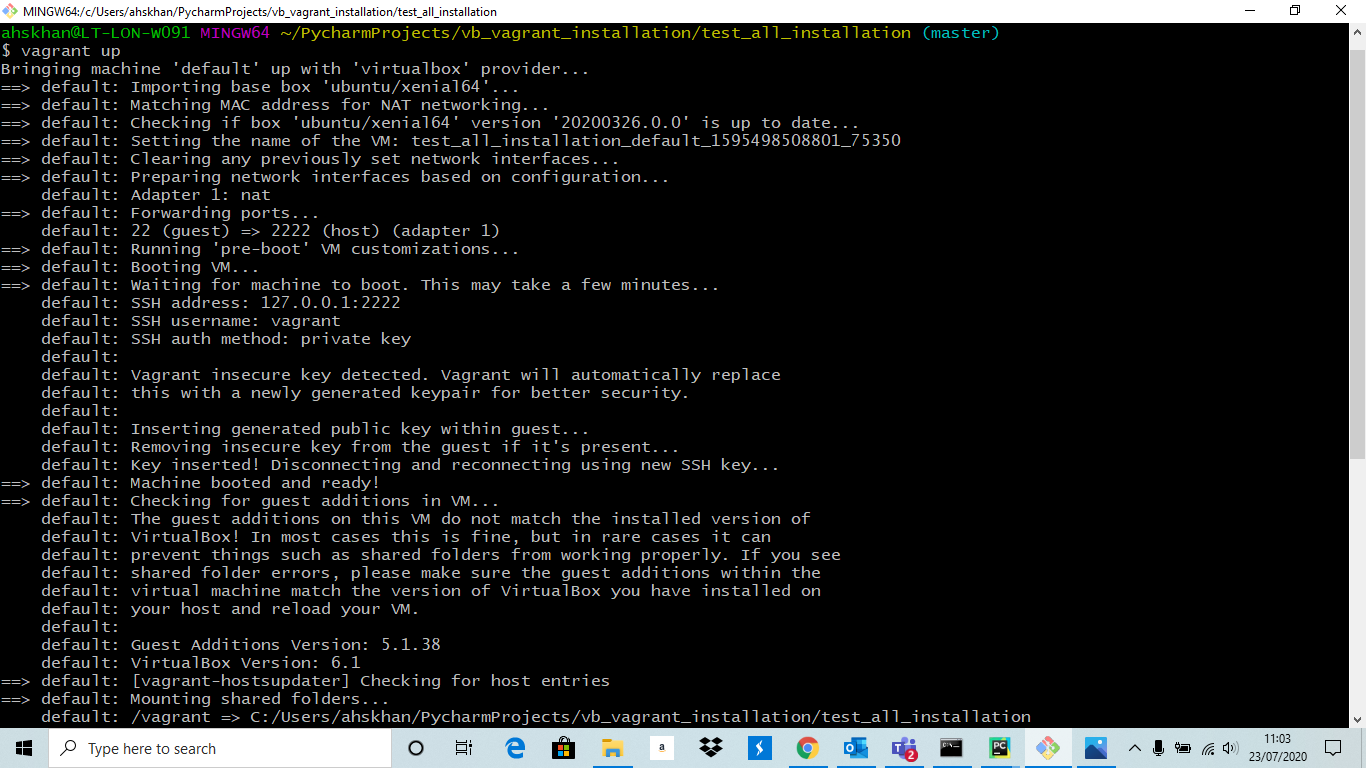 MINGW64:/c/Users/ahskhan/PycharmProjects/vb_vagrant_installation/test_all_installation
ahskhan@LT-LON-W091 MINGW64 ~/PycharmProjects/vb_vagrant_installation/test_all_installation (master)
$ vagrant up
Bringing machine 'default' up with 'virtualbox' provider...
==> default: Importing base box 'ubuntu/xenial64'...
==> default: Matching MAC address for NAT networking...
==> default: Checking if box 'ubuntu/xenial64' version '20200326.0.0' is up to date...
==> default: Setting the name of the VM: test_all_installation_default_1595498508801_75350
==> default: Clearing any previously set network interfaces...
==> default: Preparing network interfaces based on configuration...
    default: Adapter 1: nat
==> default: Forwarding ports...
    default: 22 (guest) => 2222 (host) (adapter 1)
==> default: Running 'pre-boot' VM customizations...
==> default: Booting VM...
==> default: Waiting for machine to boot. This may take a few minutes...
    default: SSH address: 127.0.0.1:2222
    default: SSH username: vagrant
    default: SSH auth method: private key
    default:
    default: Vagrant insecure key detected. Vagrant will automatically replace
    default: this with a newly generated keypair for better security.
    default:
    default: Inserting generated public key within guest...
    default: Removing insecure key from the guest if it's present...
    default: Key inserted! Disconnecting and reconnecting using new SSH key...
==> default: Machine booted and ready!
==> default: Checking for guest additions in VM...
    default: The guest additions on this VM do not match the installed version of
    default: VirtualBox! In most cases this is fine, but in rare cases it can
    default: prevent things such as shared folders from working properly. If you see
    default: shared folder errors, please make sure the guest additions within the
    default: virtual machine match the version of VirtualBox you have installed on
    default: your host and reload your VM.
    default:
    default: Guest Additions Version: 5.1.38
    default: VirtualBox Version: 6.1
==> default: [vagrant-hostsupdater] Checking for host entries
==> default: Mounting shared folders...
    default: /vagrant => C:/Users/ahskhan/PycharmProjects/vb_vagrant_installation/test_all_installation
Type here to search
a
2
PC
11:03
23/07/2020